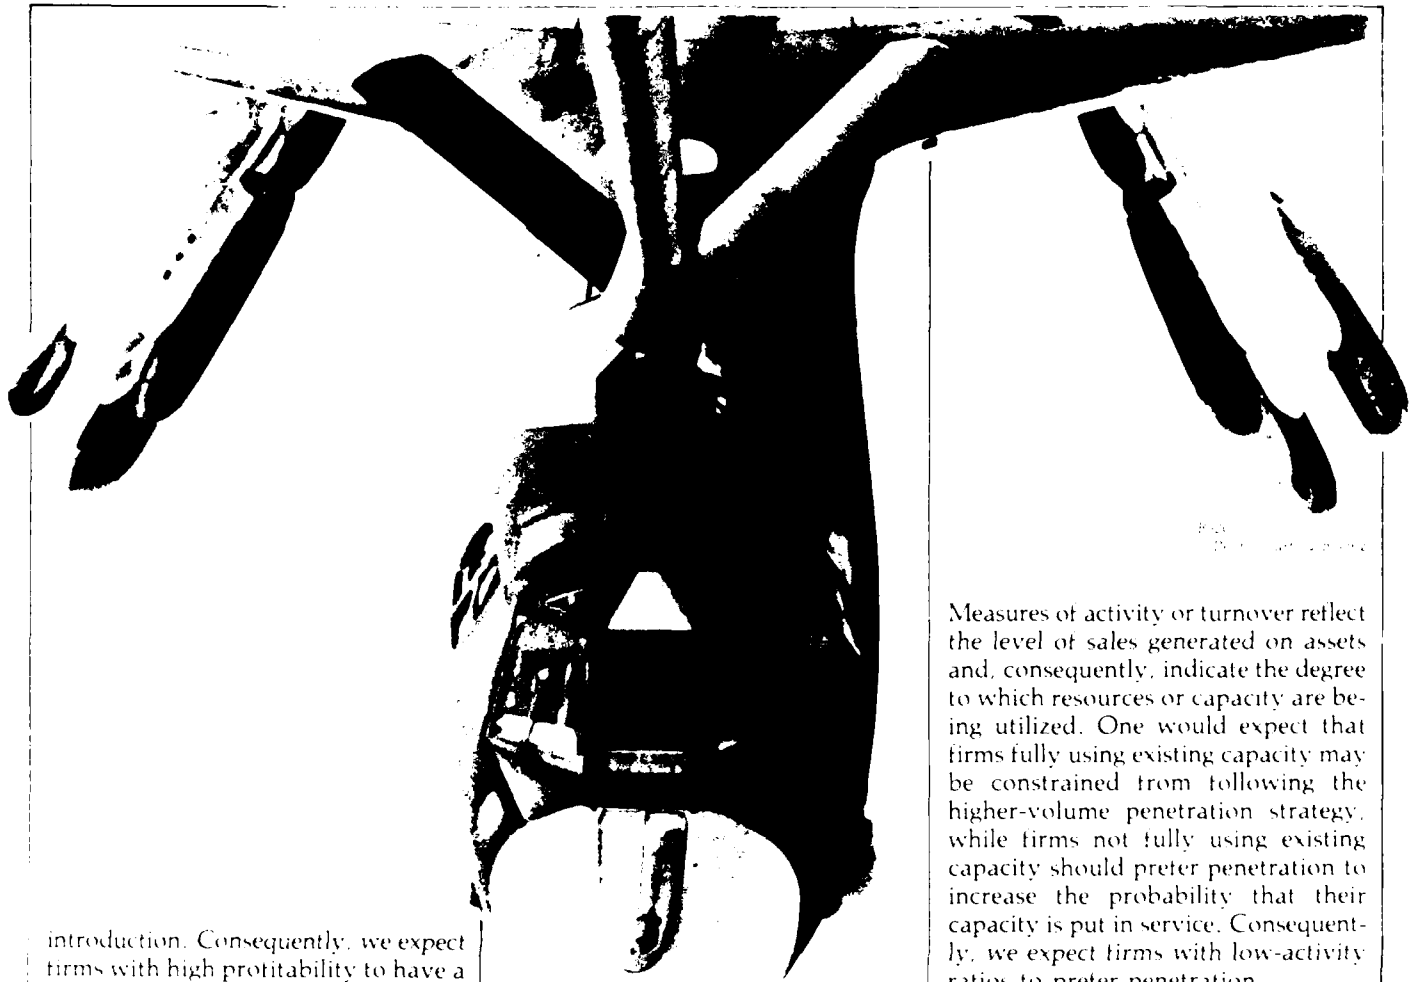 introduction. Consequently, we expect
firms with high profitability to have a
Measures of activity or turnover reflect
the level of sales generated on assets
and, consequently, indicate the degree
to which resources or capacity are be-
ing utilized. One would expect that
firms fully using existing capacity may
be constrained from following the
higher-volume penetration strategy,
while firms not fully using existing
capacity should prefer penetration to
increase the probability that their
capacity is put in service. Consequent-
ly, we expect firms with low-activity
ratios to prefer penetration